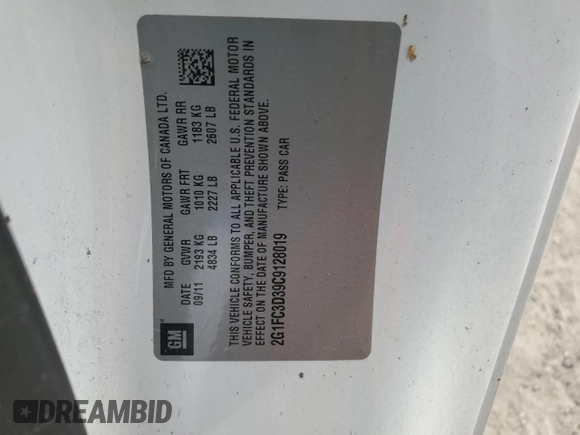 MFD BY GENERAL MOTORS OF CANADA LTD.
DATE GVWR GAWR FRT GAWR RR
09/11 2193 KG 1010 KG 1183 KG
4834 LB 2227 LB 2607 LB
THIS VEHICLE CONFORMS TO ALL APPLICABLE U.S. FEDERAL MOTOR
VEHICLE SAFETY, BUMPER, AND THEFT PREVENTION STANDARDS IN
EFFECT ON THE DATE OF MANUFACTURE SHOWN ABOVE.
2G1FC3D39C9128019 TYPE: PASS CAR
GM
DREAMBID